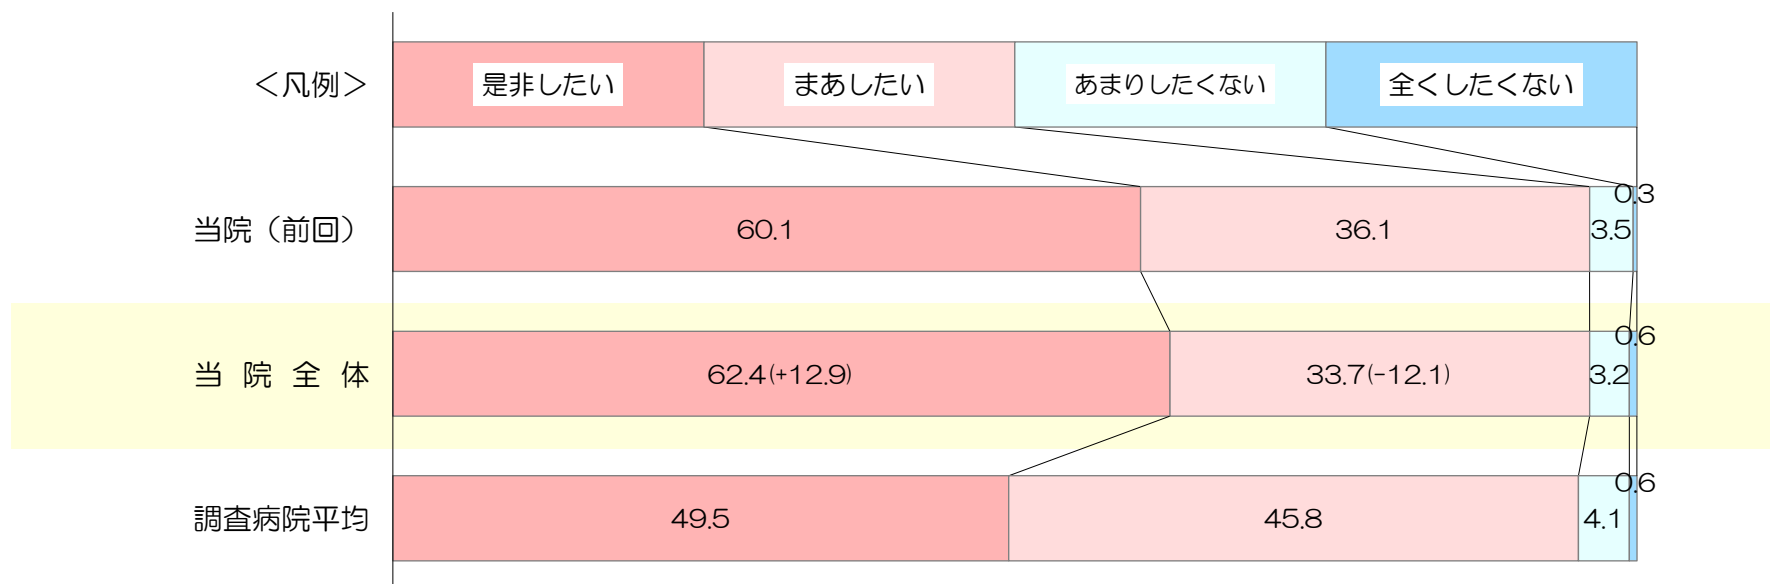 ＜凡例＞ 是非したい まあしたい あまりしたくない 全くしたくない
0.3
当院（前回） 60.1 36.1 3.5
0.6
当院全体 62.4(+12.9) 33.7(-12.1) 3.2
0.6
調査病院平均 49.5 45.8 4.1